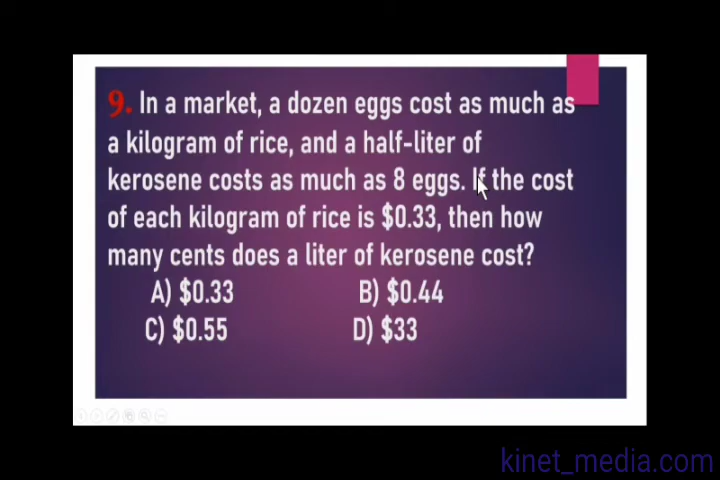 9. In a market, a dozen eggs cost as much as
a kilogram of rice, and a half-liter of
kerosene costs as much as 8 eggs. If the cost
of each kilogram of rice is $0.33, then how
many cents does a liter of kerosene cost?
A) $0.33 B) $0.44
C) $0.55 D) $33
kinet_media.com